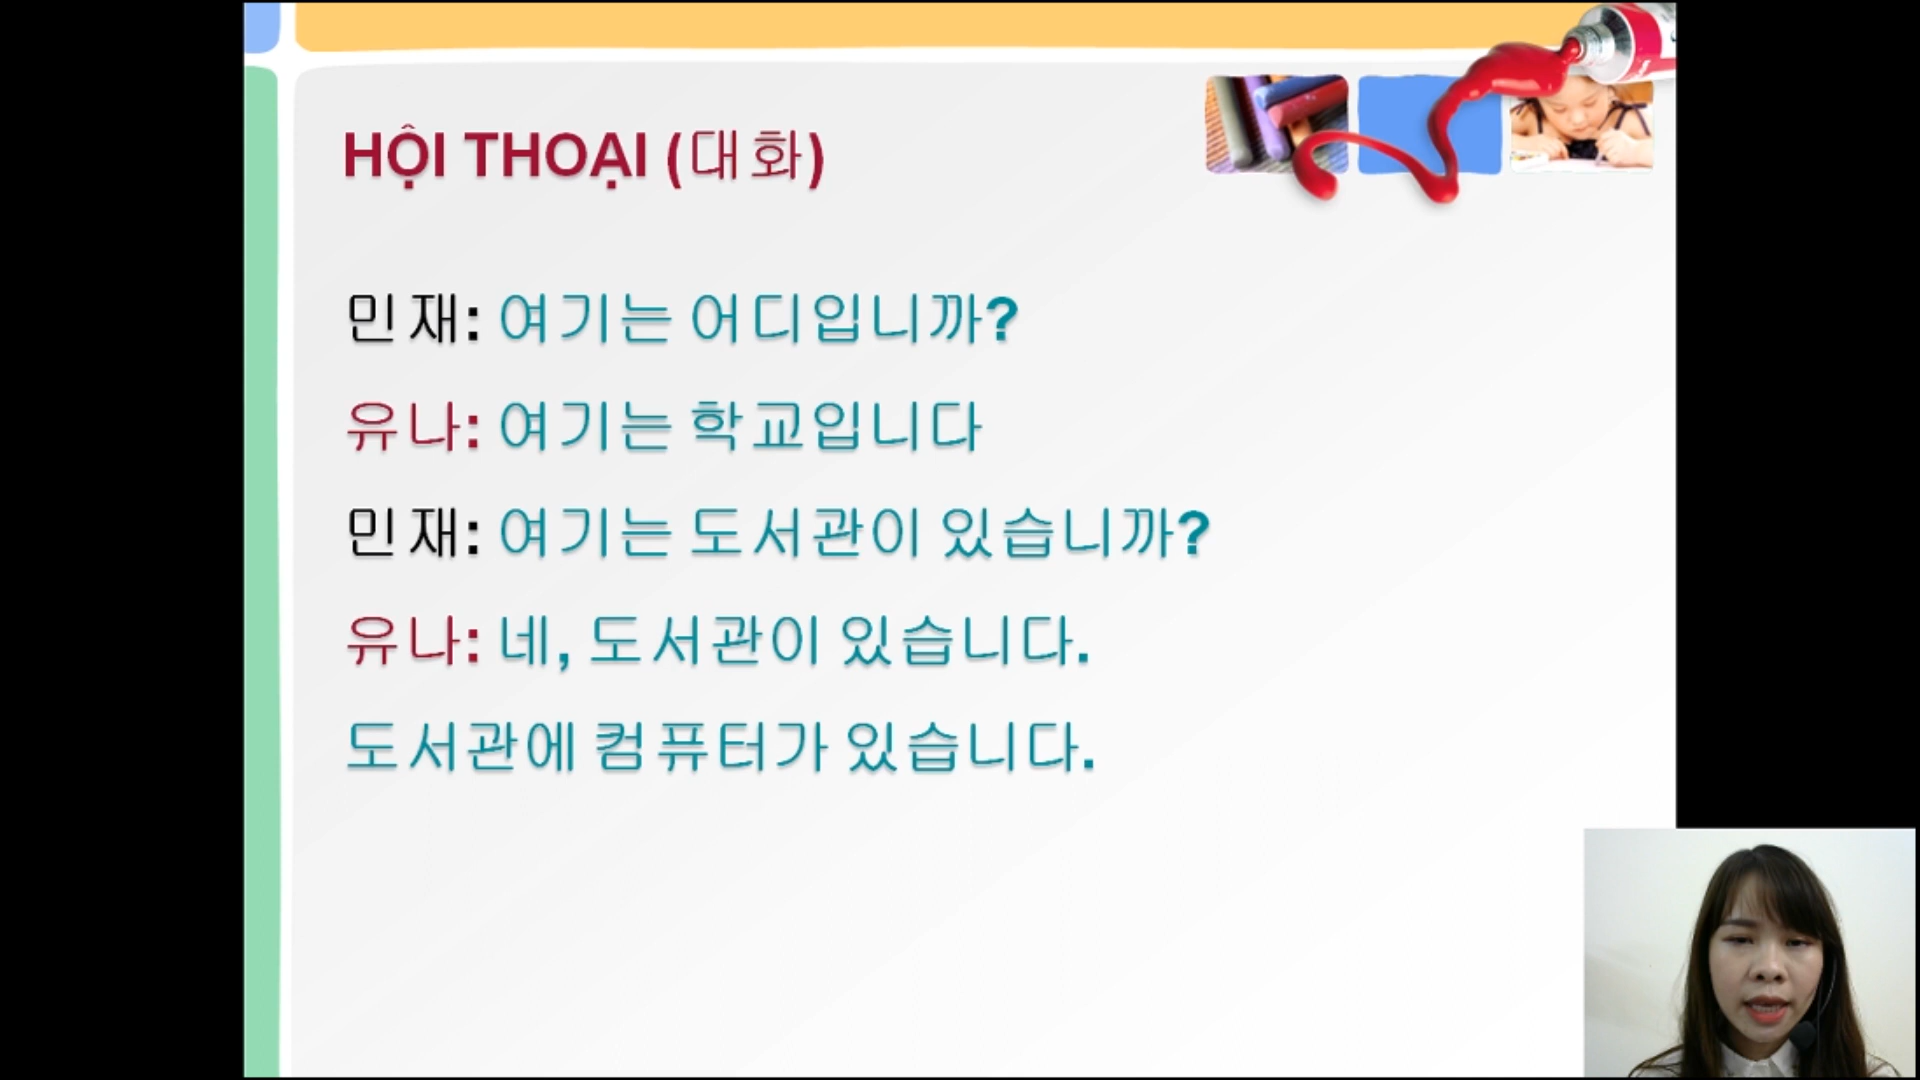 HỘI THOẠI (대화)
민재: 여기는 어디입니까?
유나: 여기는 학교입니다
민재: 여기는 도서관이 있습니까?
유나: 네, 도서관이 있습니다.
도서관에 컴퓨터가 있습니다.